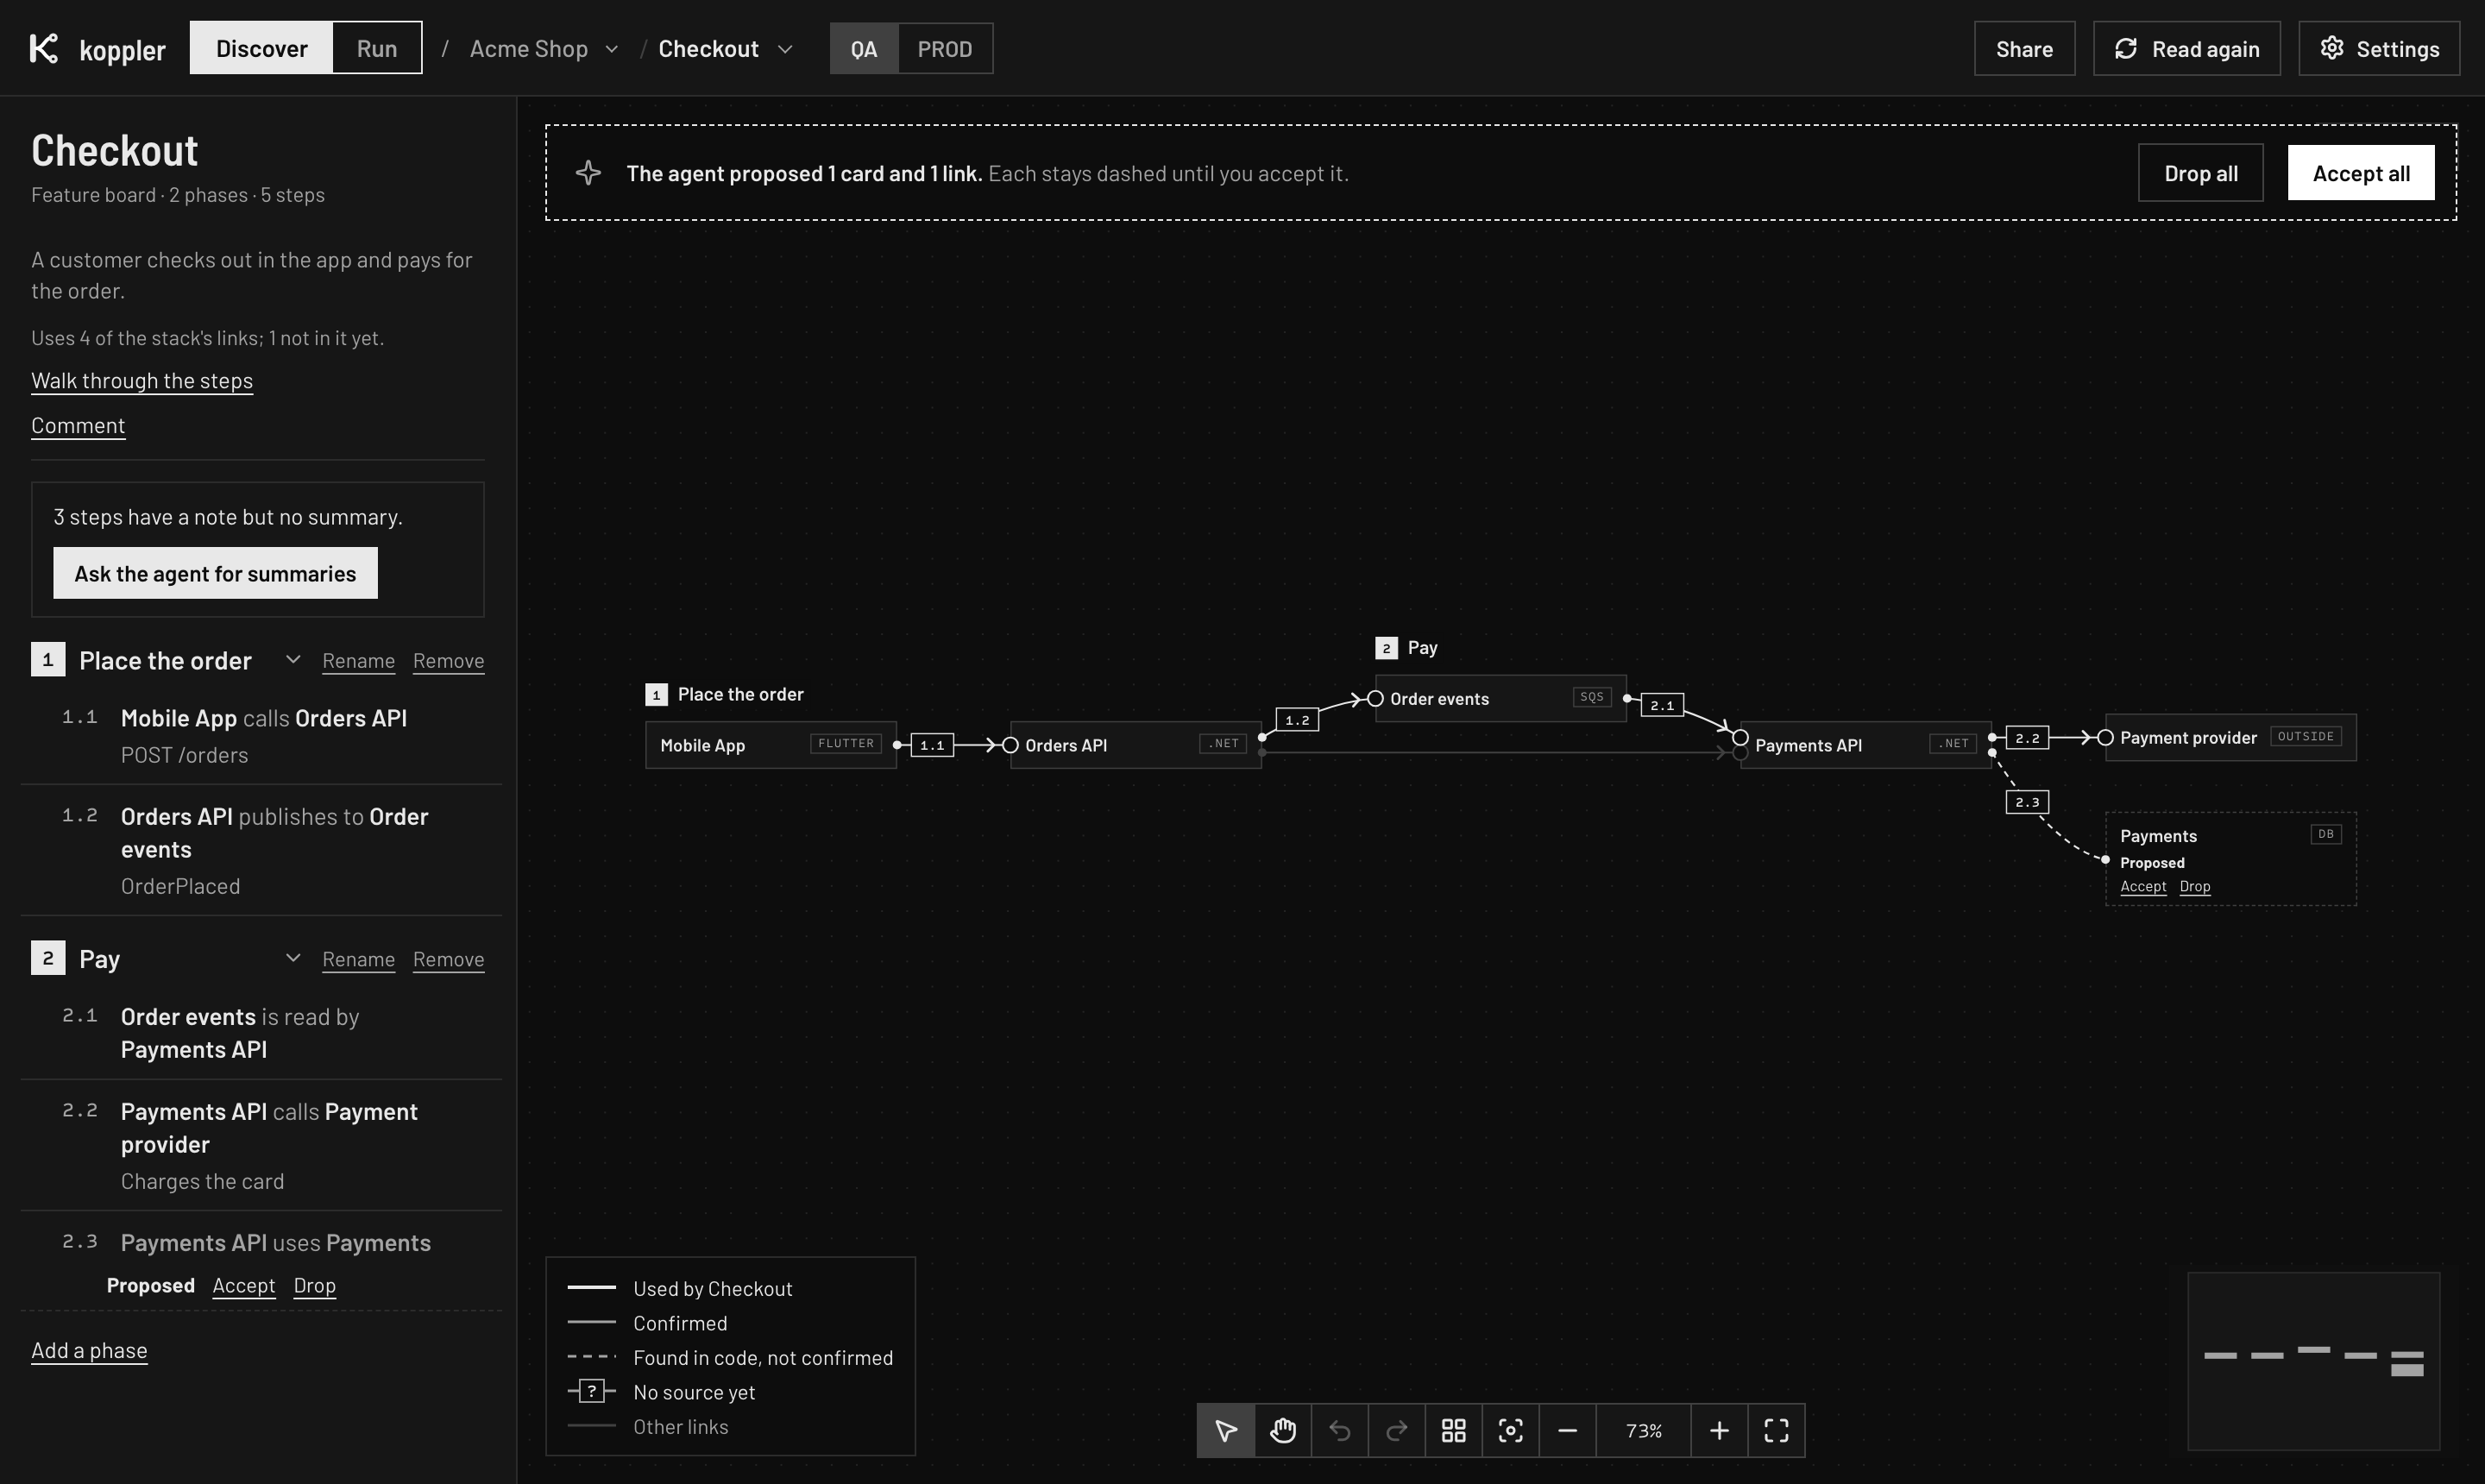 koppler
Discover
Run
/ Acme Shop
/ Checkout
QA
PROD
Share
Read again
Settings
Checkout
Feature board · 2 phases · 5 steps
A customer checks out in the app and pays for
the order.
Uses 4 of the stack's links; 1 not in it yet.
Walk through the steps
Comment
3 steps have a note but no summary.
Ask the agent for summaries
1 Place the order Rename Remove
1.1 Mobile App calls Orders API
POST /orders
1.2 Orders API publishes to Order
events
OrderPlaced
2 Pay Rename Remove
2.1 Order events is read by
Payments API
2.2 Payments API calls Payment
provider
Charges the card
2.3 Payments API uses Payments
Proposed Accept Drop
Add a phase
The agent proposed 1 card and 1 link. Each stays dashed until you accept it.
Drop all
Accept all
1 Place the order
Mobile App FLUTTER
1.1
Orders API .NET
1.2
2 Pay
Order events SQS
2.1
Payments API .NET
2.2
Payment provider OUTSIDE
2.3
Payments DB
Proposed
Accept Drop
Used by Checkout
Confirmed
Found in code, not confirmed
? No source yet
Other links
73%